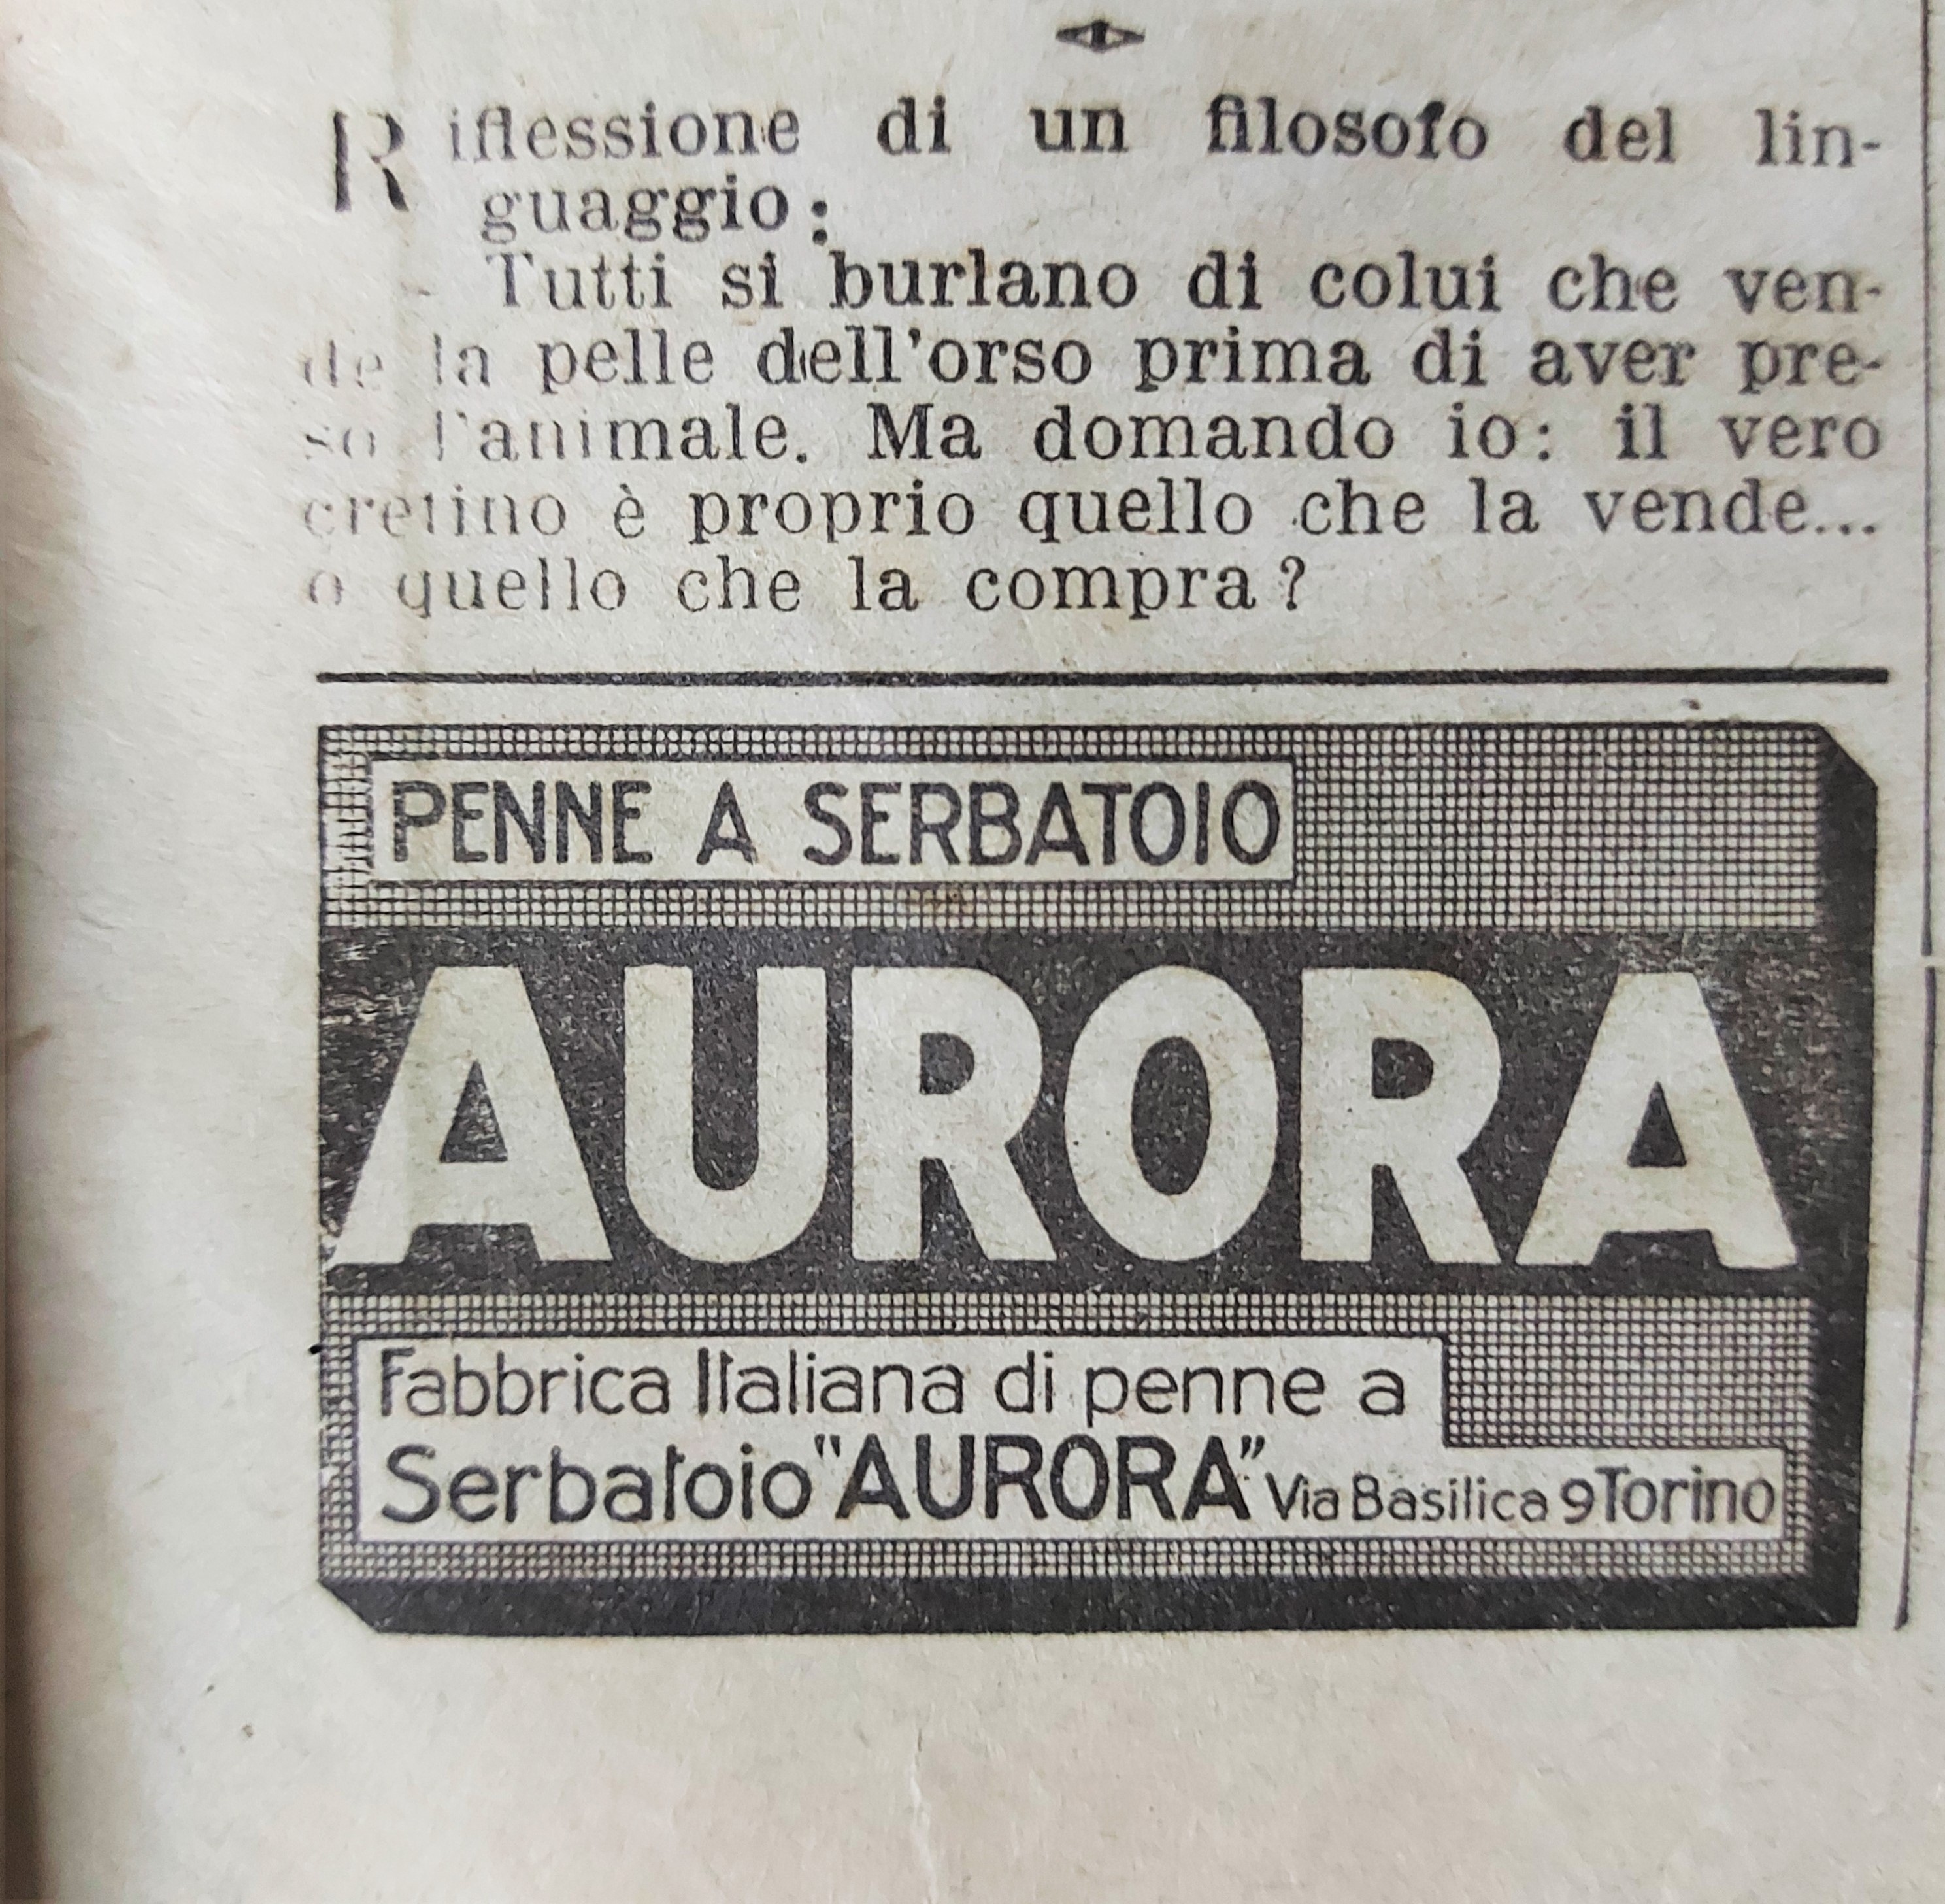 Riflessione di un filosofo del lin-
guaggio:
- Tutti si burlano di colui che ven-
de la pelle dell'orso prima di aver pre-
so l'animale. Ma domando io: il vero
cretino è proprio quello che la vende...
o quello che la compra?
PENNE A SERBATOIO
AURORA
Fabbrica Italiana di penne a
Serbatoio "AURORA" Via Basilica 9 Torino